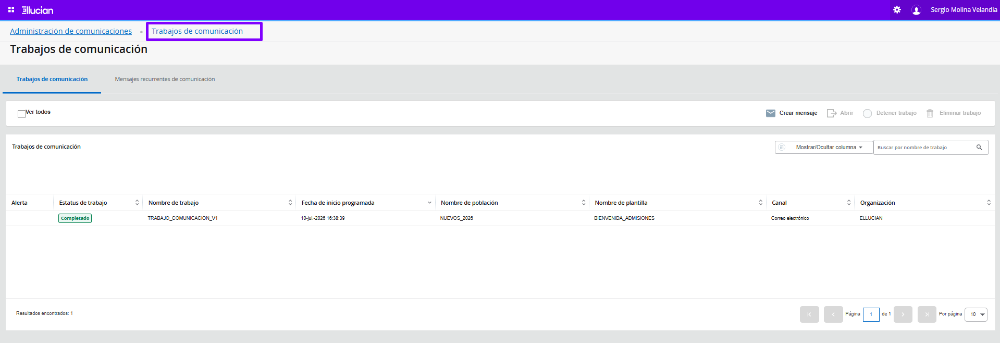 ellucian
Sergio Molina Velandia
Administración de comunicaciones • Trabajos de comunicación
Trabajos de comunicación
Trabajos de comunicación Mensajes recurrentes de comunicación
Ver todos Crear mensaje Abrir Detener trabajo Eliminar trabajo
Trabajos de comunicación Mostrar/Ocultar columna Buscar por nombre de trabajo
Alerta Estatus de trabajo Nombre de trabajo Fecha de inicio programada Nombre de población Nombre de plantilla Canal Organización
Completado TRABAJO_COMUNICACION_V1 10-jul.-2026 16:38:39 NUEVOS_2026 BIENVENIDA_ADMISIONES Correo electrónico ELLUCIAN
Resultados encontrados: 1 Página 1 de 1 Por página 10